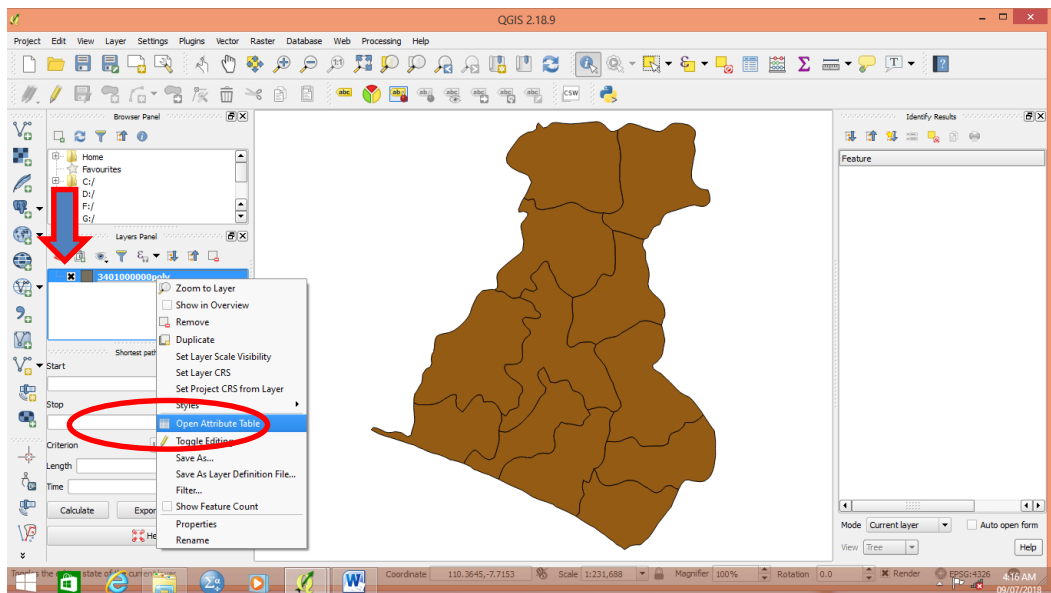 QGIS 2.18.9
Project Edit View Layer Settings Plugins Vector Raster Database Web Processing Help
abc
CSW
Browser Panel
Home
Favourites
C:/
D:/
F:/
G:/
Layers Panel
3401000000poly
Zoom to Layer
Show in Overview
Remove
Duplicate
Set Layer Scale Visibility
Set Layer CRS
Set Project CRS from Layer
Styles
Open Attribute Table
Toggle Editing
Save As...
Save As Layer Definition File...
Filter...
Show Feature Count
Properties
Rename
Shortest path
Start
Stop
Criterion
Length
Time
Calculate
Help
Identify Results
Feature
Mode Current layer Auto open form
View Tree Help
Coordinate 110.3645,-7.7153 Scale 1:231,688 Magnifier 100% Rotation 0.0 Render EPSG:4326
4:16 AM
09/07/2018